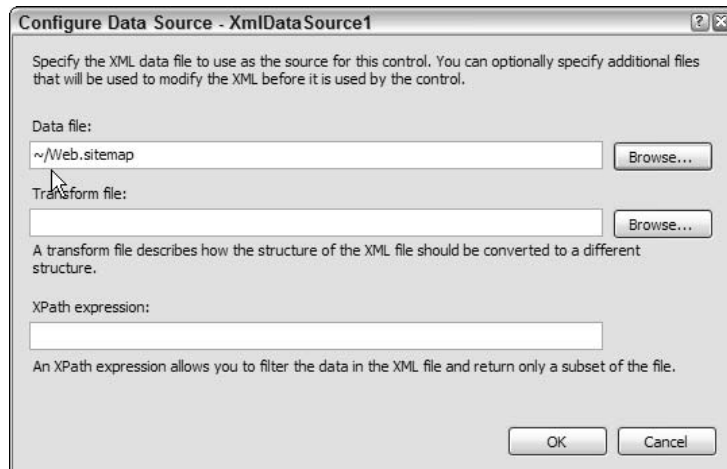 Configure Data Source - XmlDataSource1
Specify the XML data file to use as the source for this control. You can optionally specify additional files
that will be used to modify the XML before it is used by the control.
Data file:
~/Web.sitemap
Browse...
Transform file:
Browse...
A transform file describes how the structure of the XML file should be converted to a different
structure.
XPath expression:
An XPath expression allows you to filter the data in the XML file and return only a subset of the file.
OK
Cancel